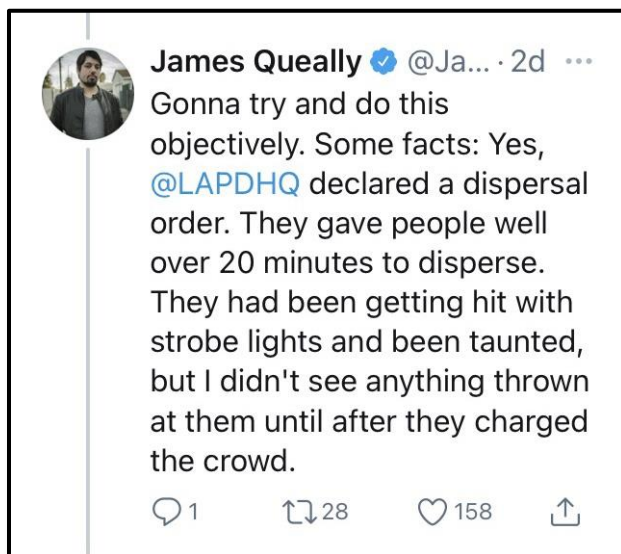 James Queally @Ja... · 2d ...
Gonna try and do this
objectively. Some facts: Yes,
@LAPDHQ declared a dispersal
order. They gave people well
over 20 minutes to disperse.
They had been getting hit with
strobe lights and been taunted,
but I didn't see anything thrown
at them until after they charged
the crowd.
1 28 158